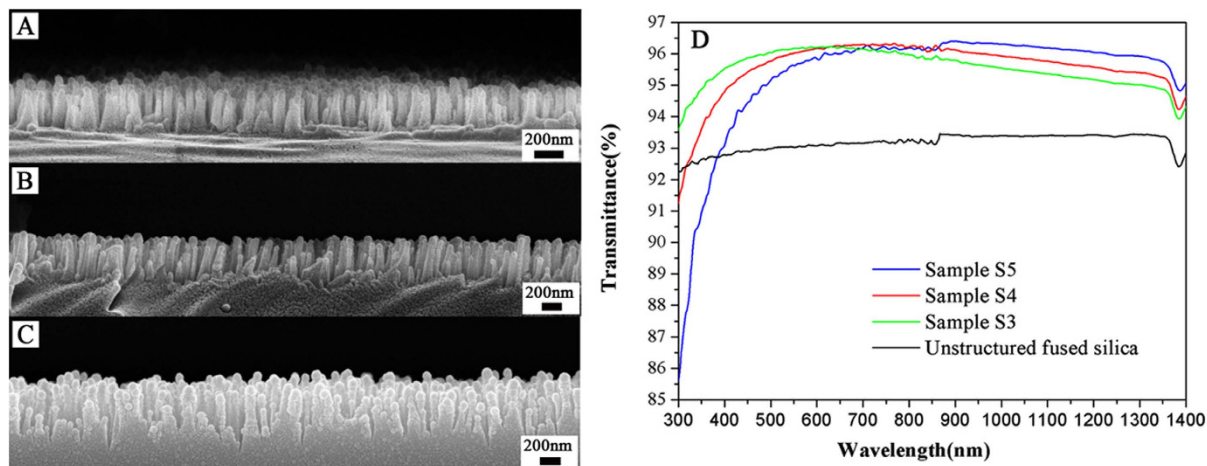 A
200nm
B
200nm
C
200nm
D
97
96
95
94
93
92
91
90
89
88
87
86
85
Transmittance(%)
Sample S5
Sample S4
Sample S3
Unstructured fused silica
300 400 500 600 700 800 900 1000 1100 1200 1300 1400
Wavelength(nm)